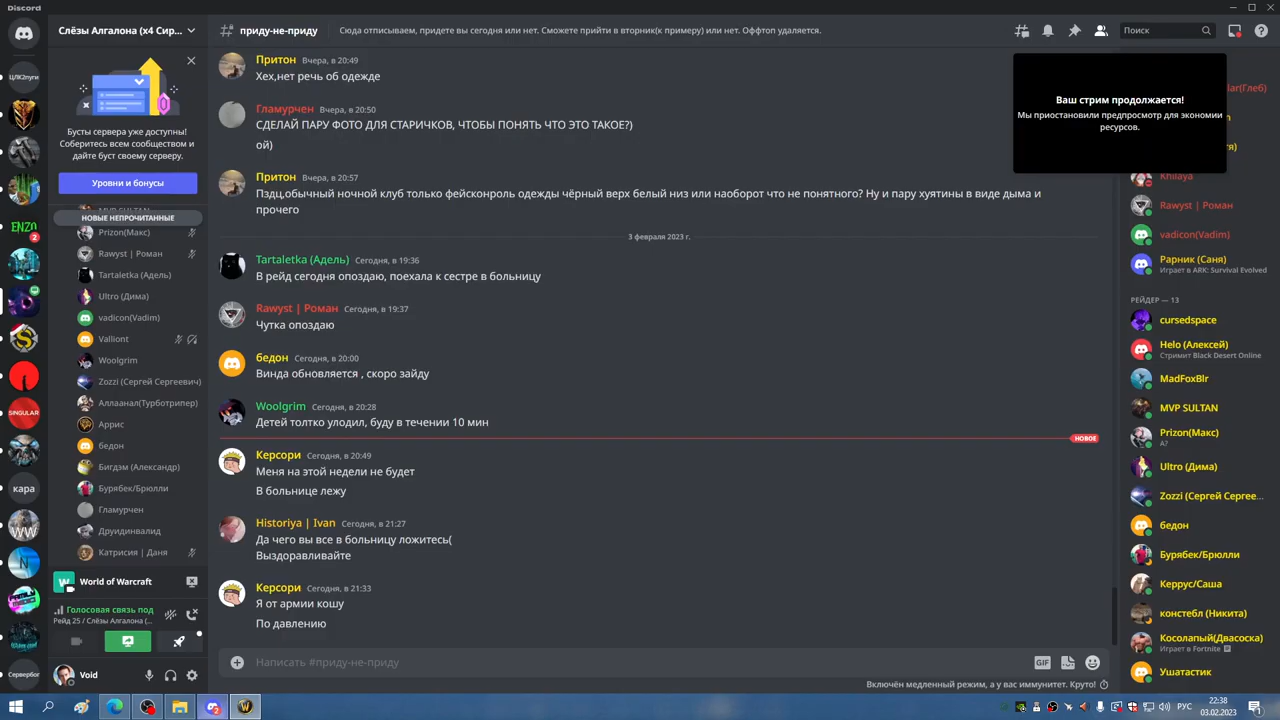 Discord
Слёзы Алгалона (x4 Сир...
приду-не-приду
Сюда отписываем, придете вы сегодня или нет. Сможете прийти в вторник(к примеру) или нет. Оффтоп удаляется.
Поиск
ЦЛК2пуги
ENZO
2
SINGULAR
кара
WW
Сервербог
Бусты сервера уже доступны!
Соберитесь всем сообществом и
дайте буст своему серверу.
Уровни и бонусы
НОВЫЕ НЕПРОЧИТАННЫЕ
MVP SULTAN
Prizon(Макс)
Rawyst | Роман
Tartaletka (Адель)
Ultro (Дима)
vadicon(Vadim)
Valliont
Woolgrim
Zozzi (Сергей Сергеевич)
Аллаанал(Турботрипер)
Аррис
бедон
Бигдэм (Александр)
Бурябек/Брюлли
Гламурчен
Друидинвалид
Катрисия | Даня
World of Warcraft
Голосовая связь под
Рейд 25 / Слёзы Алгалона (...
Void
Притон Вчера, в 20:49
Хех,нет речь об одежде
Гламурчен Вчера, в 20:50
СДЕЛАЙ ПАРУ ФОТО ДЛЯ СТАРИЧКОВ, ЧТОБЫ ПОНЯТЬ ЧТО ЭТО ТАКОЕ?)
ой)
Притон Вчера, в 20:57
Пздц,обычный ночной клуб только фейсконроль одежды чёрный верх белый низ или наоборот что не понятного? Ну и пару хуятины в виде дыма и
прочего
3 февраля 2023 г.
Tartaletka (Адель) Сегодня, в 19:36
В рейд сегодня опоздаю, поехала к сестре в больницу
Rawyst | Роман Сегодня, в 19:37
Чутка опоздаю
бедон Сегодня, в 20:00
Винда обновляется , скоро зайду
Woolgrim Сегодня, в 20:28
Детей толтко улодил, буду в течении 10 мин
НОВОЕ
Керсори Сегодня, в 20:49
Меня на этой недели не будет
В больнице лежу
Historiya | Ivan Сегодня, в 21:27
Да чего вы все в больницу ложитесь(
Выздоравливайте
Керсори Сегодня, в 21:33
Я от армии кошу
По давлению
Написать #приду-не-приду
GIF
Включён медленный режим, а у вас иммунитет. Круто!
Ваш стрим продолжается!
Мы приостановили предпросмотр для экономии
ресурсов.
lar(Глеб)
Khilaya
Rawyst | Роман
vadicon(Vadim)
Рарник (Саня)
Играет в ARK: Survival Evolved
РЕЙДЕР — 13
cursedspace
Helo (Алексей)
Стримит Black Desert Online
MadFoxBlr
MVP SULTAN
Prizon(Макс)
А?
Ultro (Дима)
Zozzi (Сергей Сергее...
бедон
Бурябек/Брюлли
Керрус/Саша
констебл (Никита)
Косолапый(Двасоска)
Играет в Fortnite
Ушатастик
РУС
22:38
03.02.2023
1